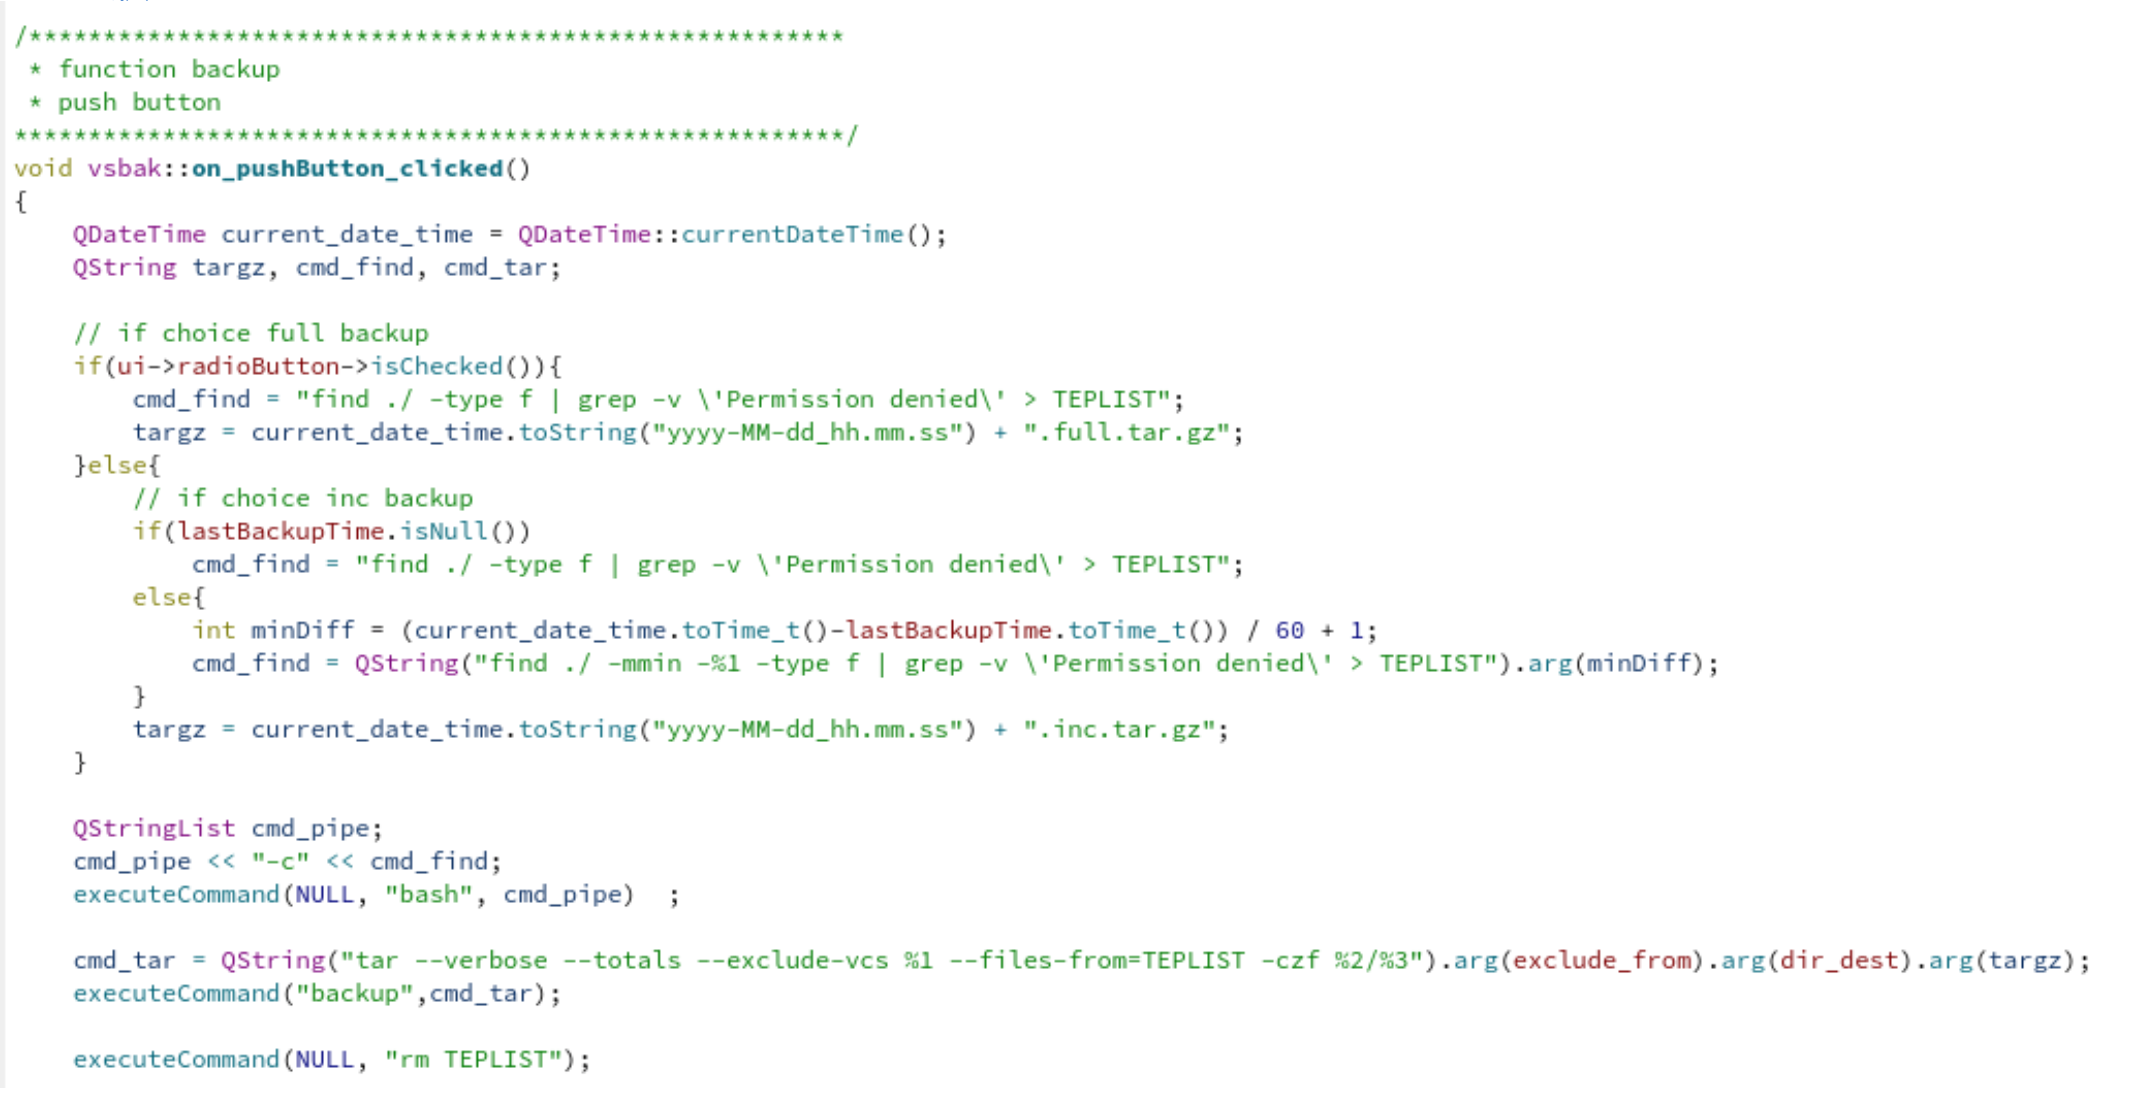 /*******************************************************
 * function backup
 * push button
********************************************************/
void vsbak::on_pushButton_clicked()
{
    QDateTime current_date_time = QDateTime::currentDateTime();
    QString targz, cmd_find, cmd_tar;

    // if choice full backup
    if(ui->radioButton->isChecked()){
        cmd_find = "find ./ -type f | grep -v \'Permission denied\' > TEPLIST";
        targz = current_date_time.toString("yyyy-MM-dd_hh.mm.ss") + ".full.tar.gz";
    }else{
        // if choice inc backup
        if(lastBackupTime.isNull())
            cmd_find = "find ./ -type f | grep -v \'Permission denied\' > TEPLIST";
        else{
            int minDiff = (current_date_time.toTime_t()-lastBackupTime.toTime_t()) / 60 + 1;
            cmd_find = QString("find ./ -mmin -%1 -type f | grep -v \'Permission denied\' > TEPLIST").arg(minDiff);
        }
        targz = current_date_time.toString("yyyy-MM-dd_hh.mm.ss") + ".inc.tar.gz";
    }

    QStringList cmd_pipe;
    cmd_pipe << "-c" << cmd_find;
    executeCommand(NULL, "bash", cmd_pipe)  ;

    cmd_tar = QString("tar --verbose --totals --exclude-vcs %1 --files-from=TEPLIST -czf %2/%3").arg(exclude_from).arg(dir_dest).arg(targz);
    executeCommand("backup",cmd_tar);

    executeCommand(NULL, "rm TEPLIST");